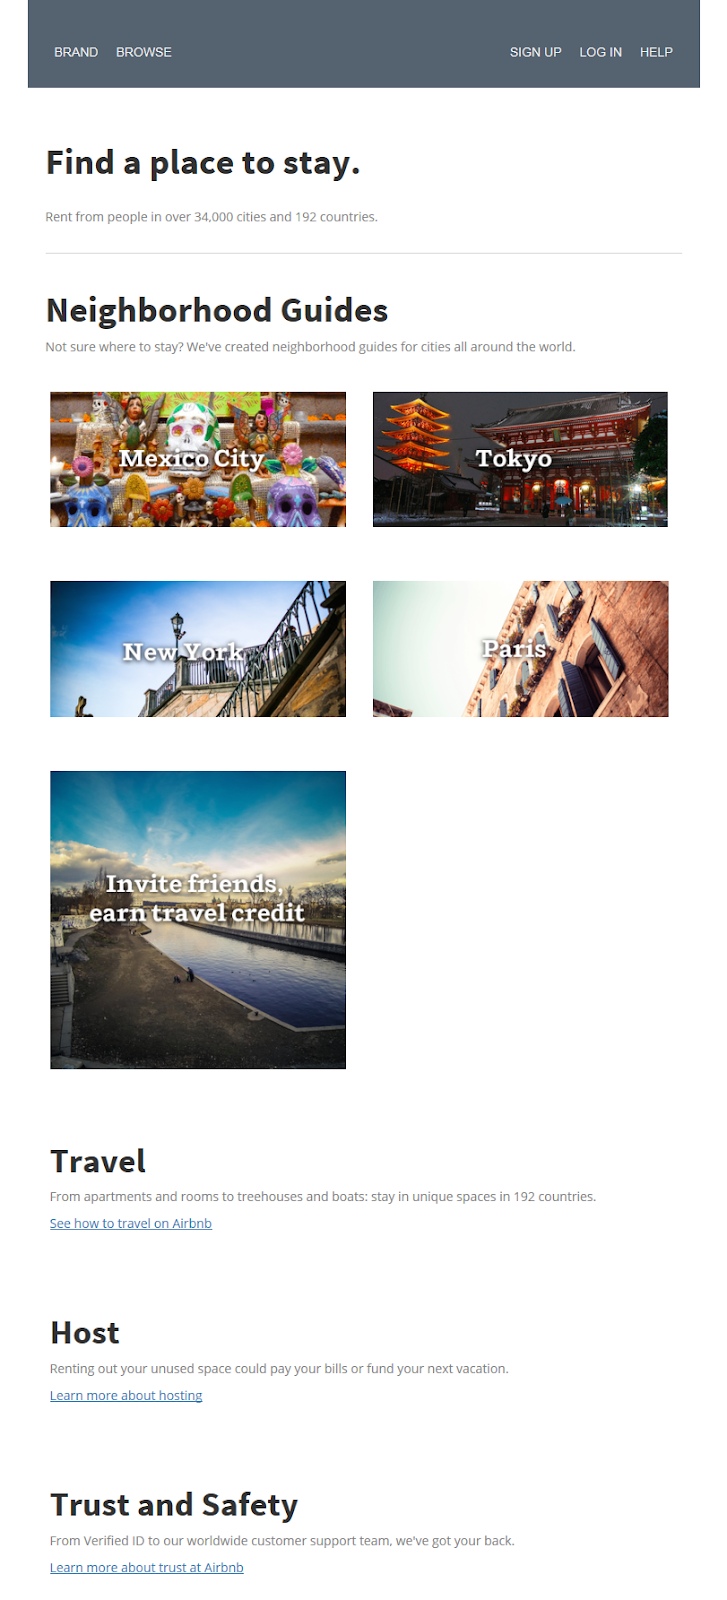 BRAND BROWSE SIGN UP LOG IN HELP
Find a place to stay.
Rent from people in over 34,000 cities and 192 countries.
Neighborhood Guides
Not sure where to stay? We've created neighborhood guides for cities all around the world.
Mexico City
Tokyo
New York
Paris
Invite friends,
earn travel credit
Travel
From apartments and rooms to treehouses and boats: stay in unique spaces in 192 countries.
See how to travel on Airbnb
Host
Renting out your unused space could pay your bills or fund your next vacation.
Learn more about hosting
Trust and Safety
From Verified ID to our worldwide customer support team, we've got your back.
Learn more about trust at Airbnb